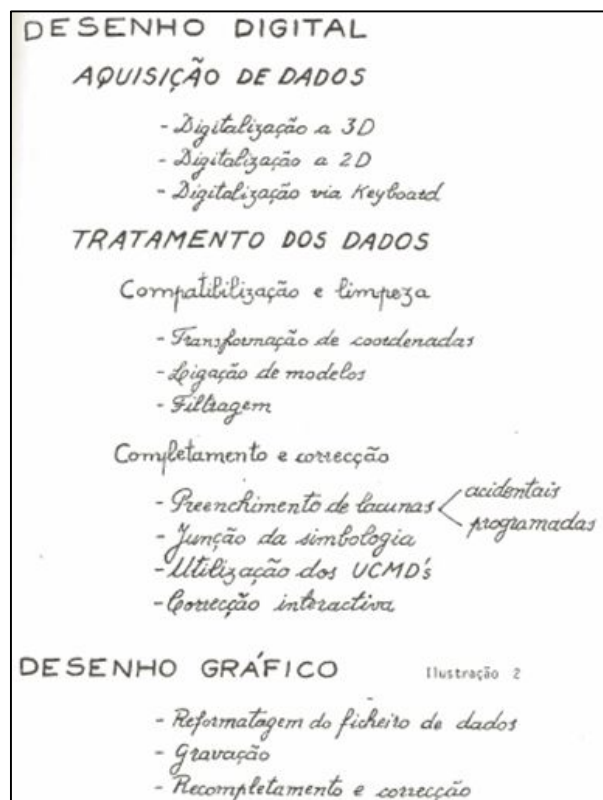 DESENHO DIGITAL
AQUISIÇÃO DE DADOS
- Digitalização a 3D
- Digitalização a 2D
- Digitalização via Keyboard
TRATAMENTO DOS DADOS
Compatibilização e limpeza
- Transformação de coordenadas
- Ligação de modelos
- Filtragem
Completamento e correcção
- Preenchimento de lacunas
acidentais
programadas
- Junção da simbologia
- Utilização dos UCMD's
- Correcção interactiva
DESENHO GRÁFICO Ilustração 2
- Reformatagem do ficheiro de dados
- Gravação
- Recompletamento e correcção